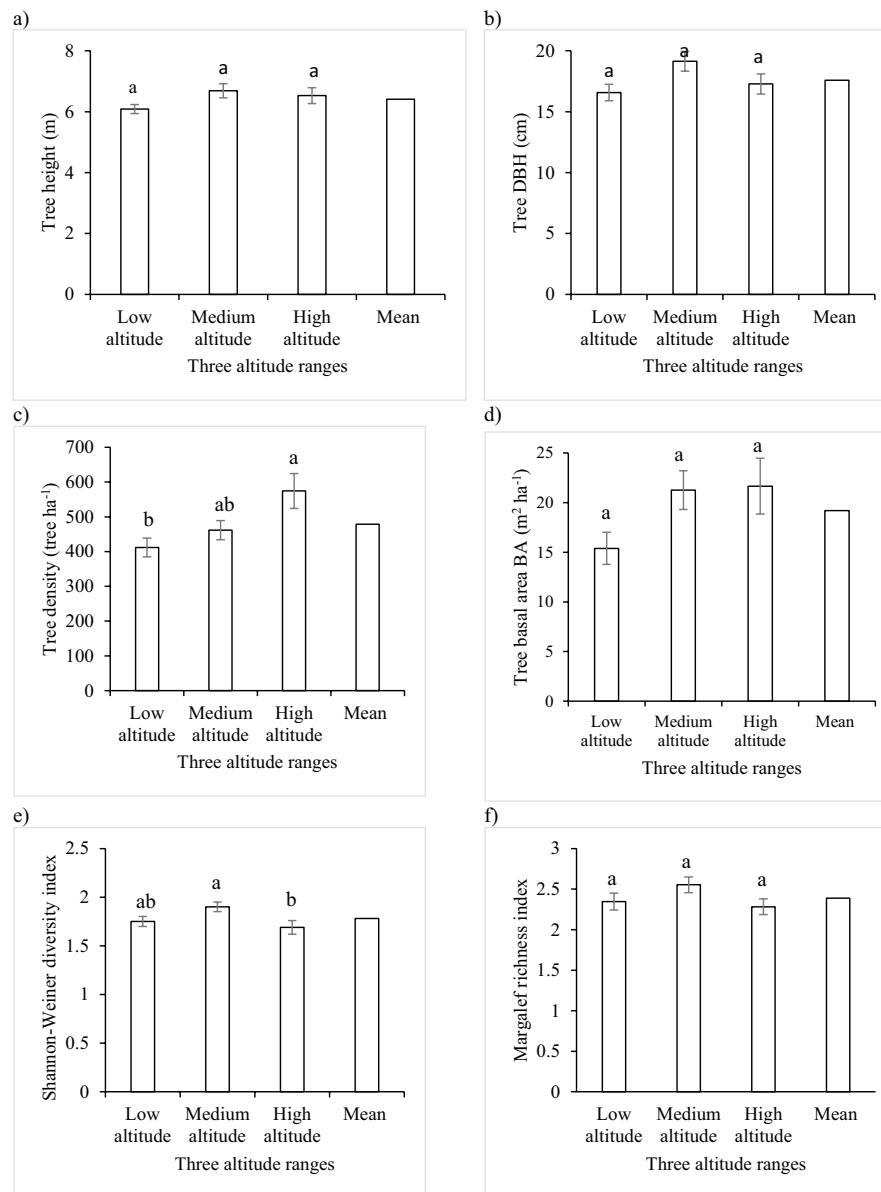 a)
8
6
4
2
0
Tree height (m)
a
a
a
Low altitude
Medium altitude
High altitude
Mean
Three altitude ranges
b)
20
15
10
5
0
Tree DBH (cm)
a
a
a
Low altitude
Medium altitude
High altitude
Mean
Three altitude ranges
c)
700
600
500
400
300
200
100
0
Tree density (tree ha⁻¹)
b
ab
a
Low altitude
Medium altitude
High altitude
Mean
Three altitude ranges
d)
25
20
15
10
5
0
Tree basal area BA (m² ha⁻¹)
a
a
a
Low altitude
Medium altitude
High altitude
Mean
Three altitude ranges
e)
2.5
2
1.5
1
0.5
0
Shannon-Weiner diversity index
ab
a
b
Low altitude
Medium altitude
High altitude
Mean
Three altitude ranges
f)
3
2.5
2
1.5
1
0.5
0
Margalef richness index
a
a
a
Low altitude
Medium altitude
High altitude
Mean
Three altitude ranges